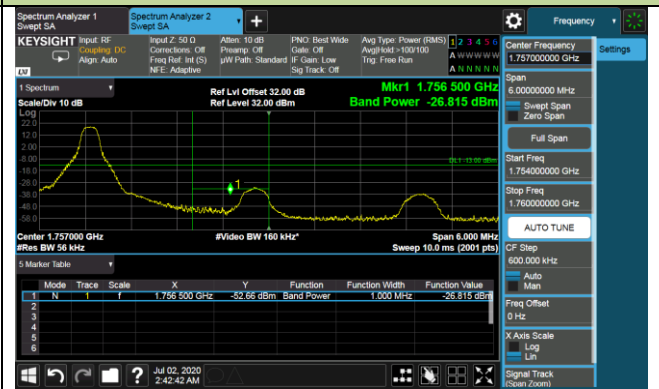 Spectrum Analyzer 1
Swept SA
Spectrum Analyzer 2
Swept SA
+
Frequency
KEYSIGHT
Input: RF
Coupling: DC
Align: Auto
Input Z: 50 Ω
Corrections: Off
Freq Ref: Int (S)
NFE: Adaptive
Atten: 10 dB
Preamp: Off
µW Path: Standard
PNO: Best Wide
Gate: Off
IF Gain: Low
Sig Track: Off
Avg Type: Power (RMS)
Avg|Hold:>100/100
Trig: Free Run
1 2 3 4 5 6
A W W W W W
A N N N N N
LXI
1 Spectrum
Scale/Div 10 dB
Ref Lvl Offset 32.00 dB
Ref Level 32.00 dBm
Mkr1 1.756 500 GHz
Band Power -26.815 dBm
Log
22.0
12.0
2.00
-8.00
-18.0
-28.0
-38.0
-48.0
-58.0
DL1 -13.00 dBm
1
Center 1.757000 GHz
#Res BW 56 kHz
#Video BW 160 kHz*
Span 6.000 MHz
Sweep 10.0 ms (2001 pts)
5 Marker Table
Mode Trace Scale X Y Function Function Width Function Value
1 N 1 f 1.756 500 GHz -52.66 dBm Band Power 1.000 MHz -26.815 dBm
2
3
4
5
6
Jul 02, 2020
2:42:42 AM
?
Center Frequency
1.757000000 GHz
Settings
Span
6.00000000 MHz
Swept Span
Zero Span
Full Span
Start Freq
1.754000000 GHz
Stop Freq
1.760000000 GHz
AUTO TUNE
CF Step
600.000 kHz
Auto
Man
Freq Offset
0 Hz
X Axis Scale
Log
Lin
Signal Track
(Span Zoom)